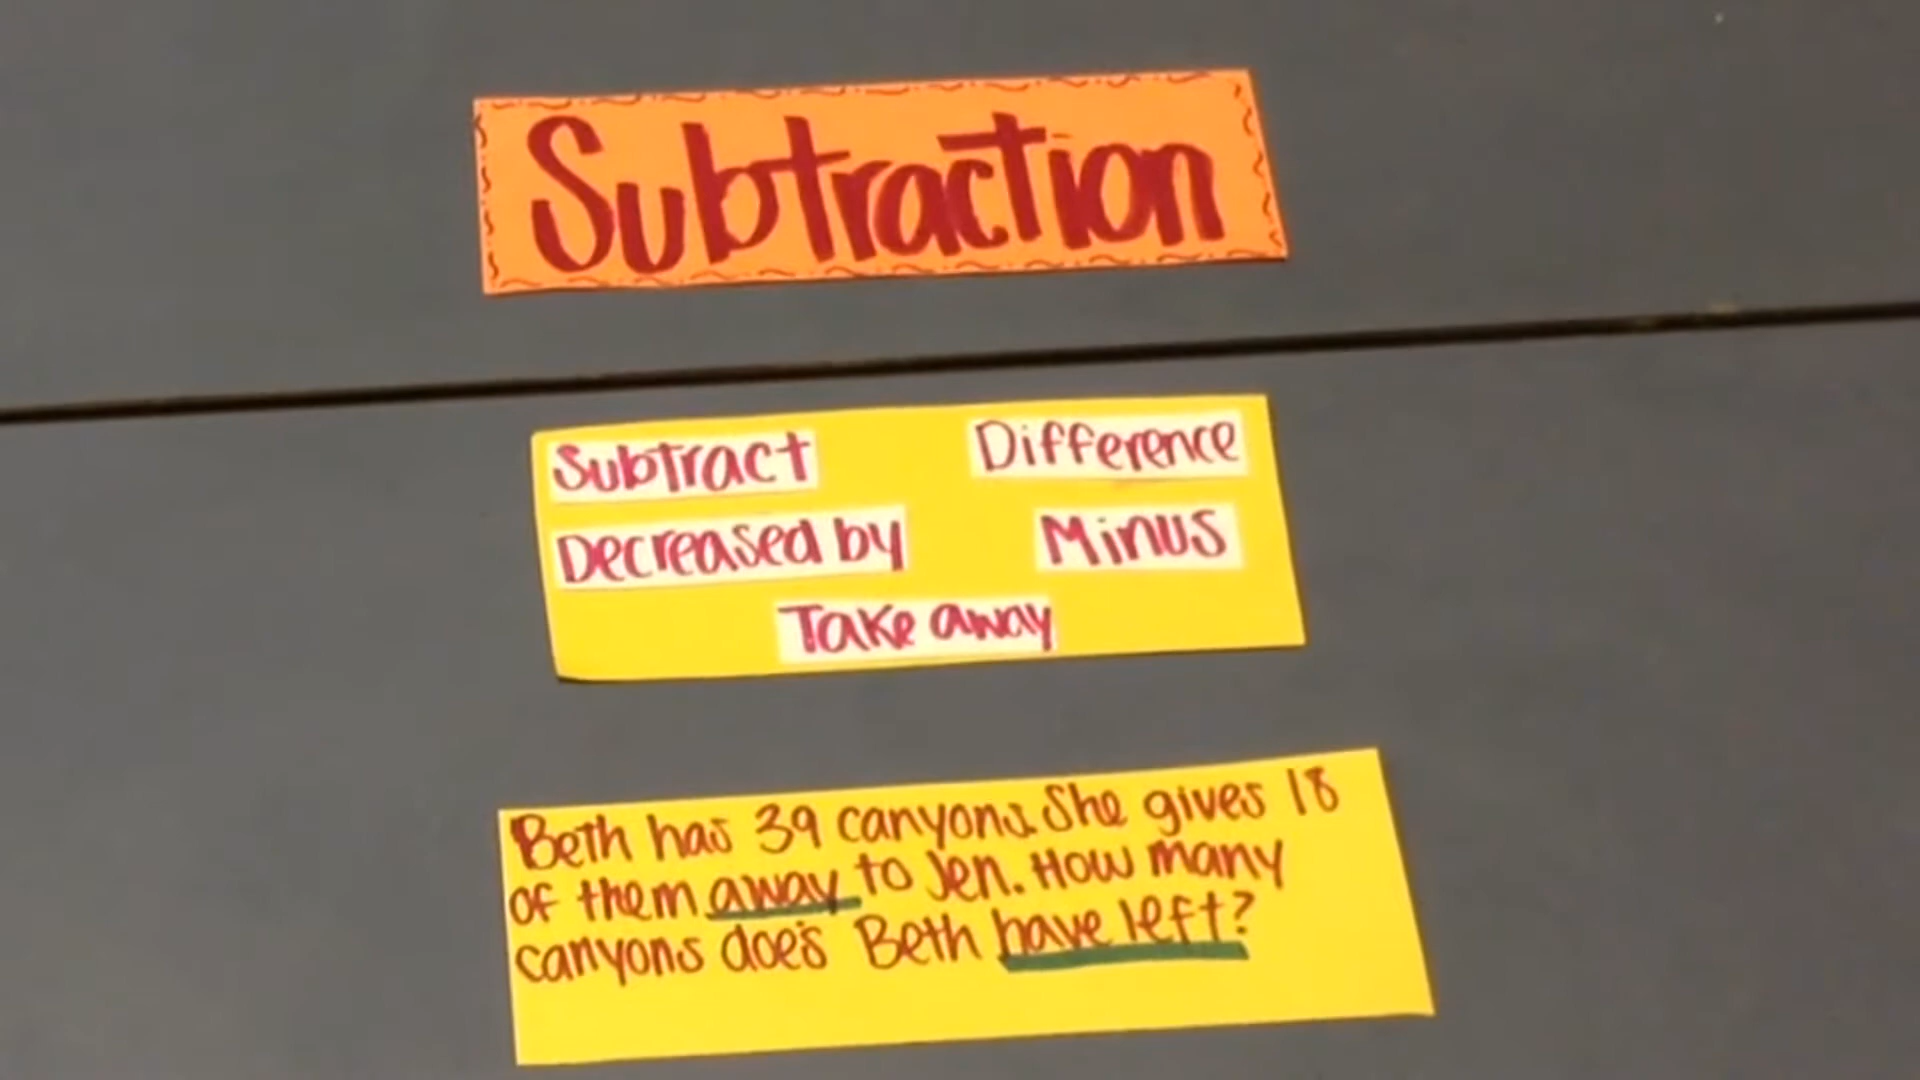 Subtraction
Subtract Difference
Decreased by Minus
Take away
Beth has 39 canyons. She gives 18
of them away to Jen. How many
canyons does Beth have left?